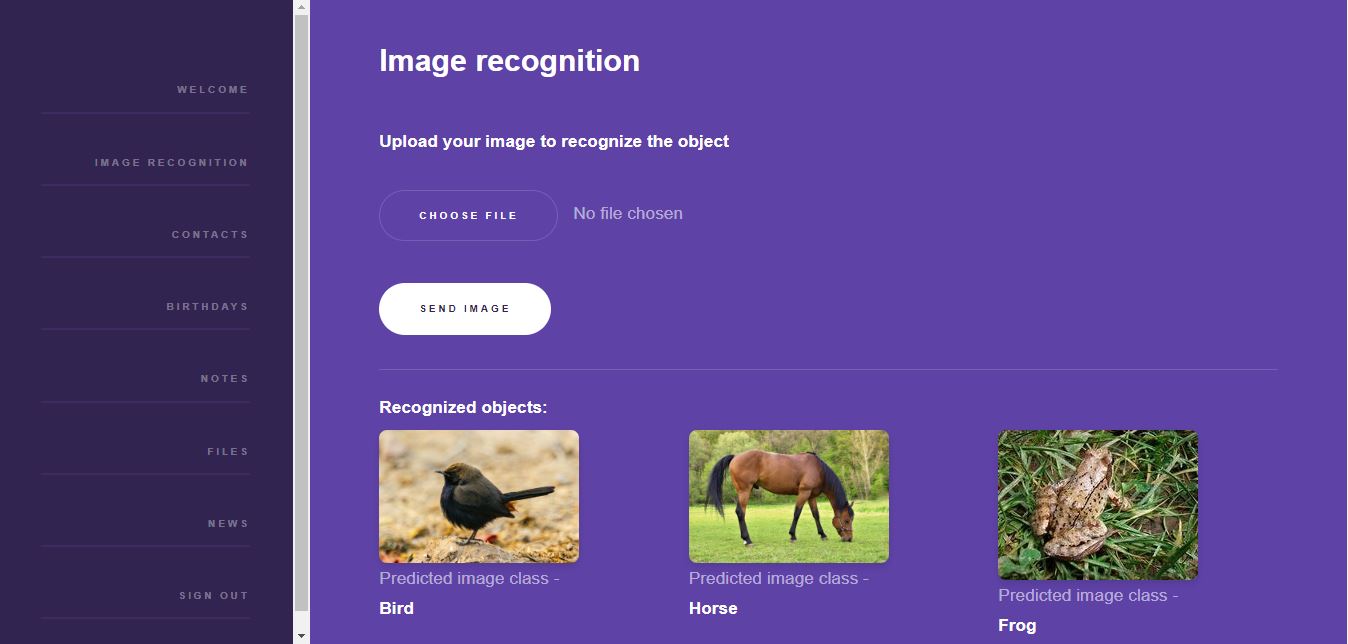 WELCOME
IMAGE RECOGNITION
CONTACTS
BIRTHDAYS
NOTES
FILES
NEWS
SIGN OUT
Image recognition
Upload your image to recognize the object
CHOOSE FILE No file chosen
SEND IMAGE
Recognized objects:
Predicted image class -
Bird
Predicted image class -
Horse
Predicted image class -
Frog